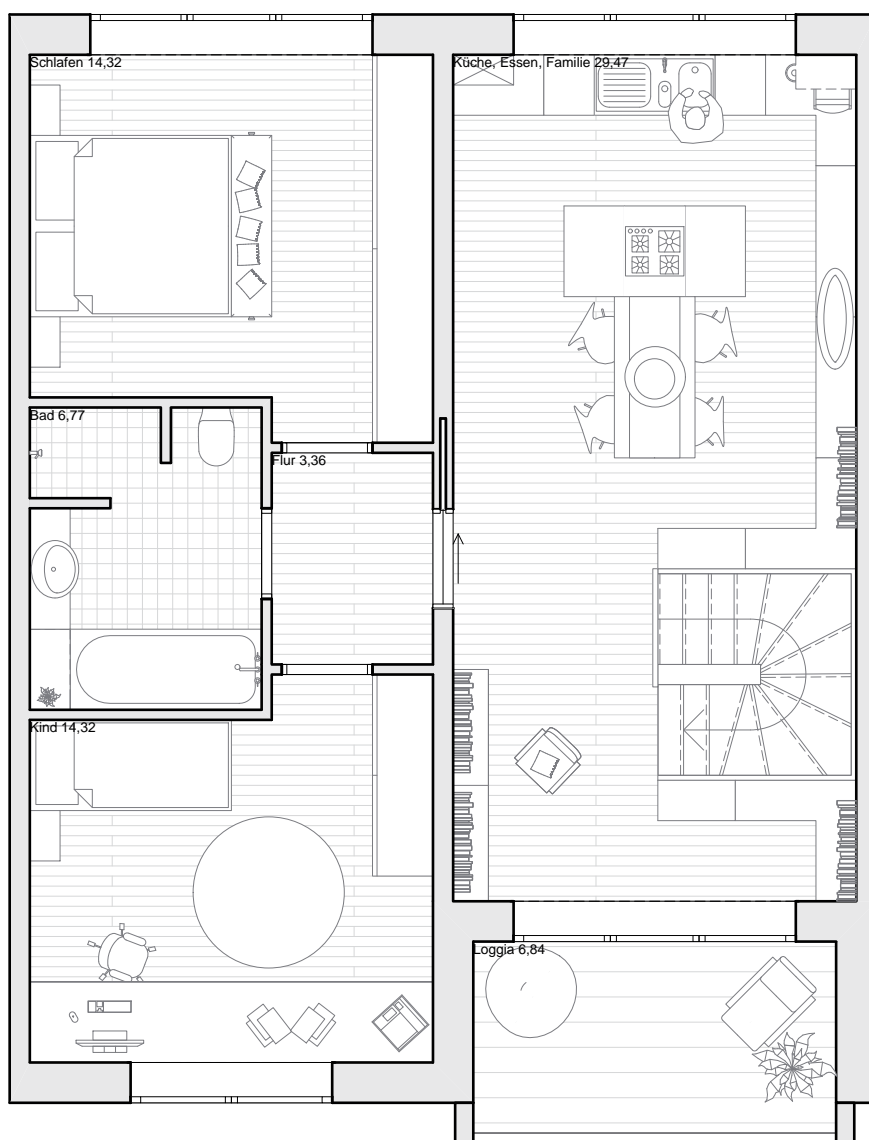 Schlafen 14,32
Küche, Essen, Familie 29,47
Bad 6,77
Flur 3,36
Kind 14,32
Loggia 6,84